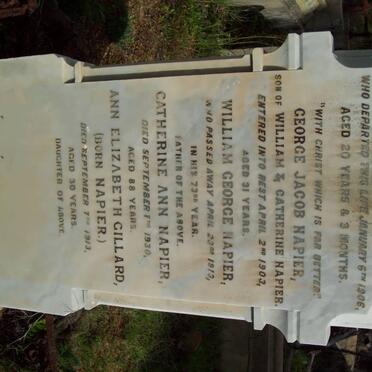 WHO DEPARTED THIS LIFE JANUARY 6TH 1906,
AGED 20 YEARS & 3 MONTHS.
"WITH CHRIST WHICH IS FAR BETTER."
GEORGE JACOB NAPIER,
SON OF WILLIAM & CATHERINE NAPIER.
ENTERED INTO REST APRIL 2ND 1903,
AGED 31 YEARS.
WILLIAM GEORGE NAPIER,
WHO PASSED AWAY APRIL 22ND 1917,
IN HIS 73RD YEAR.
FATHER OF THE ABOVE.
CATHERINE ANN NAPIER,
DIED SEPTEMBER 1ST 1930,
AGED 88 YEARS.
ANN ELIZABETH GILLARD,
(BORN NAPIER.)
DIED SEPTEMBER 7TH 1913,
AGED 30 YEARS.
DAUGHTER OF ABOVE.